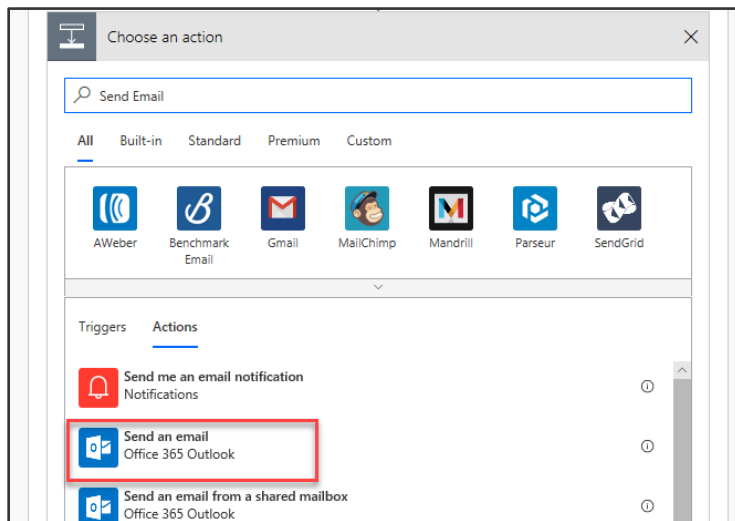 Choose an action
Send Email
All Built-in Standard Premium Custom
AWeber Benchmark Email Gmail MailChimp Mandrill Parseur SendGrid
Triggers Actions
Send me an email notification
Notifications
Send an email
Office 365 Outlook
Send an email from a shared mailbox
Office 365 Outlook